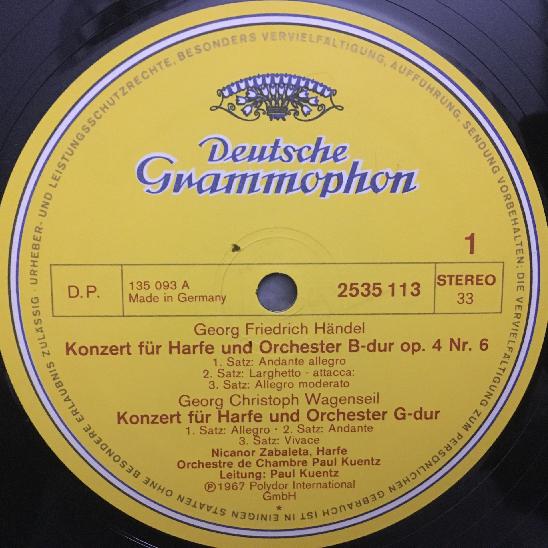 URHEBER- UND LEISTUNGSSCHUTZRECHTE, BESONDERS VERVIELFÄLTIGUNG, AUFFÜHRUNG, SENDUNG VORBEHALTEN; DIE VERVIELFÄLTIGUNG ZUM PERSÖNLICHEN GEBRAUCH IST IN EINIGEN STAATEN OHNE BESONDERE ERLAUBNIS ZULÄSSIG ·
Deutsche
Grammophon
1
D.P.
135 093 A
Made in Germany
2535 113
STEREO
33
Georg Friedrich Händel
Konzert für Harfe und Orchester B-dur op. 4 Nr. 6
1. Satz: Andante allegro
2. Satz: Larghetto - attacca:
3. Satz: Allegro moderato
Georg Christoph Wagenseil
Konzert für Harfe und Orchester G-dur
1. Satz: Allegro · 2. Satz: Andante
3. Satz: Vivace
Nicanor Zabaleta, Harfe
Orchestre de Chambre Paul Kuentz
Leitung: Paul Kuentz
℗1967 Polydor International
GmbH
*